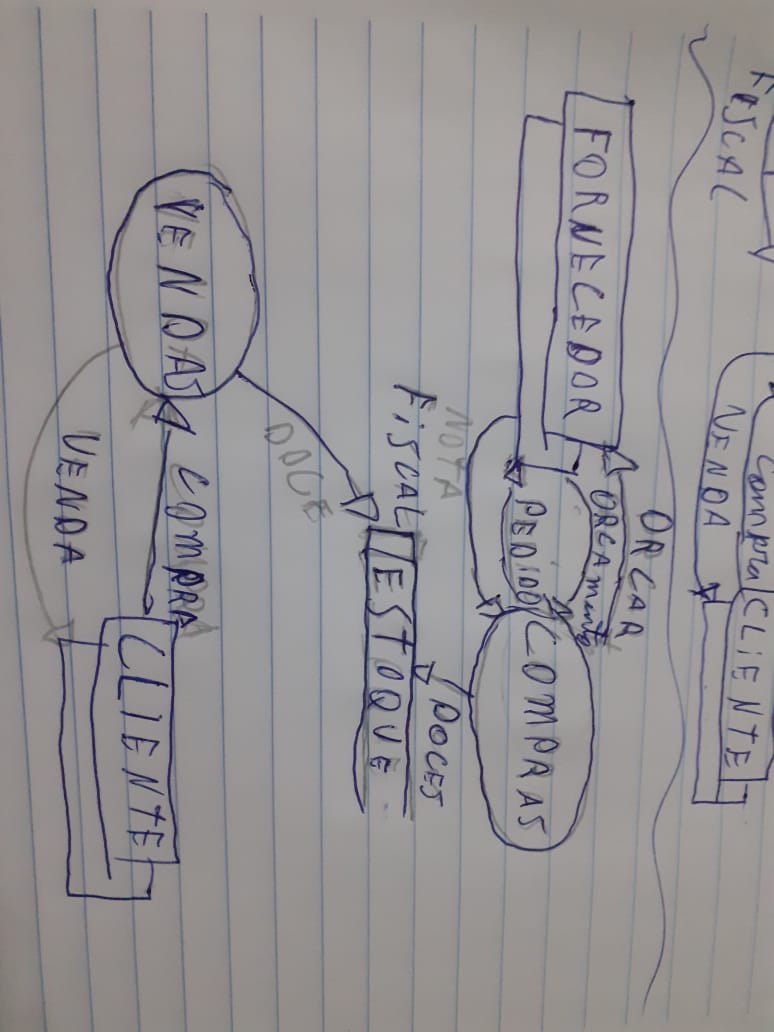 Compra CLIENTE
FISCAL
VENDA
ORCAR
ORCAmento
FORNECEDOR
PEDIDO COMPRAS
NOTA
DOCES
FiSCAL
ESTOQUE
DOCE
VENDAS
COMPRA
CLIENTE
VENDA